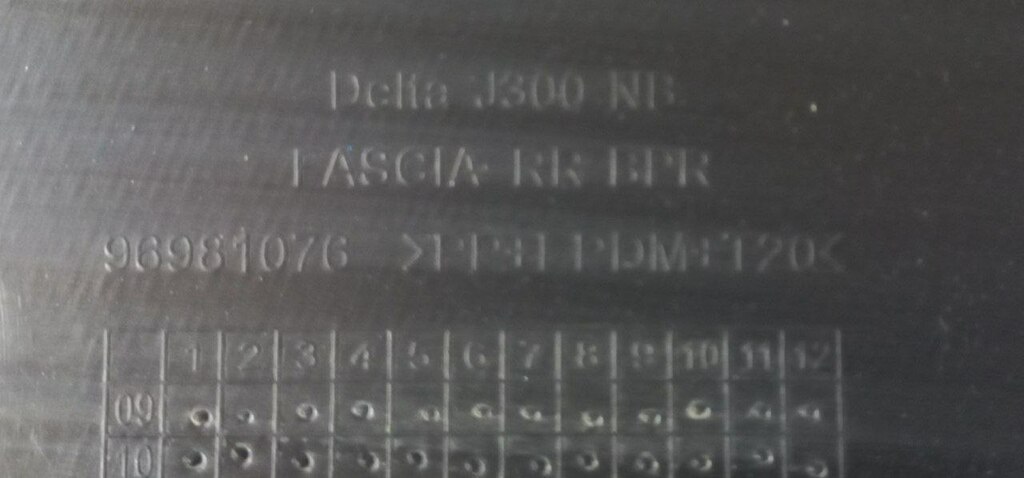 Delta J300 NB
FASCIA-RR BPR
96981076 >PP+EPDM+T20<
1 2 3 4 5 6 7 8 9 10 11 12
09
10